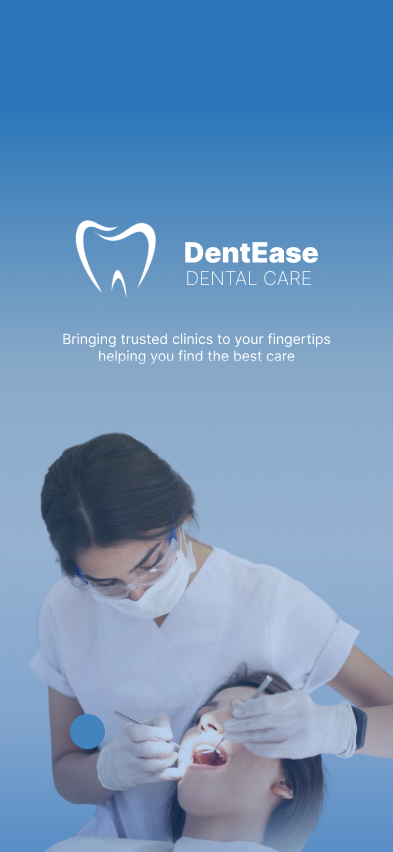 DentEase
DENTAL CARE
Bringing trusted clinics to your fingertips
helping you find the best care